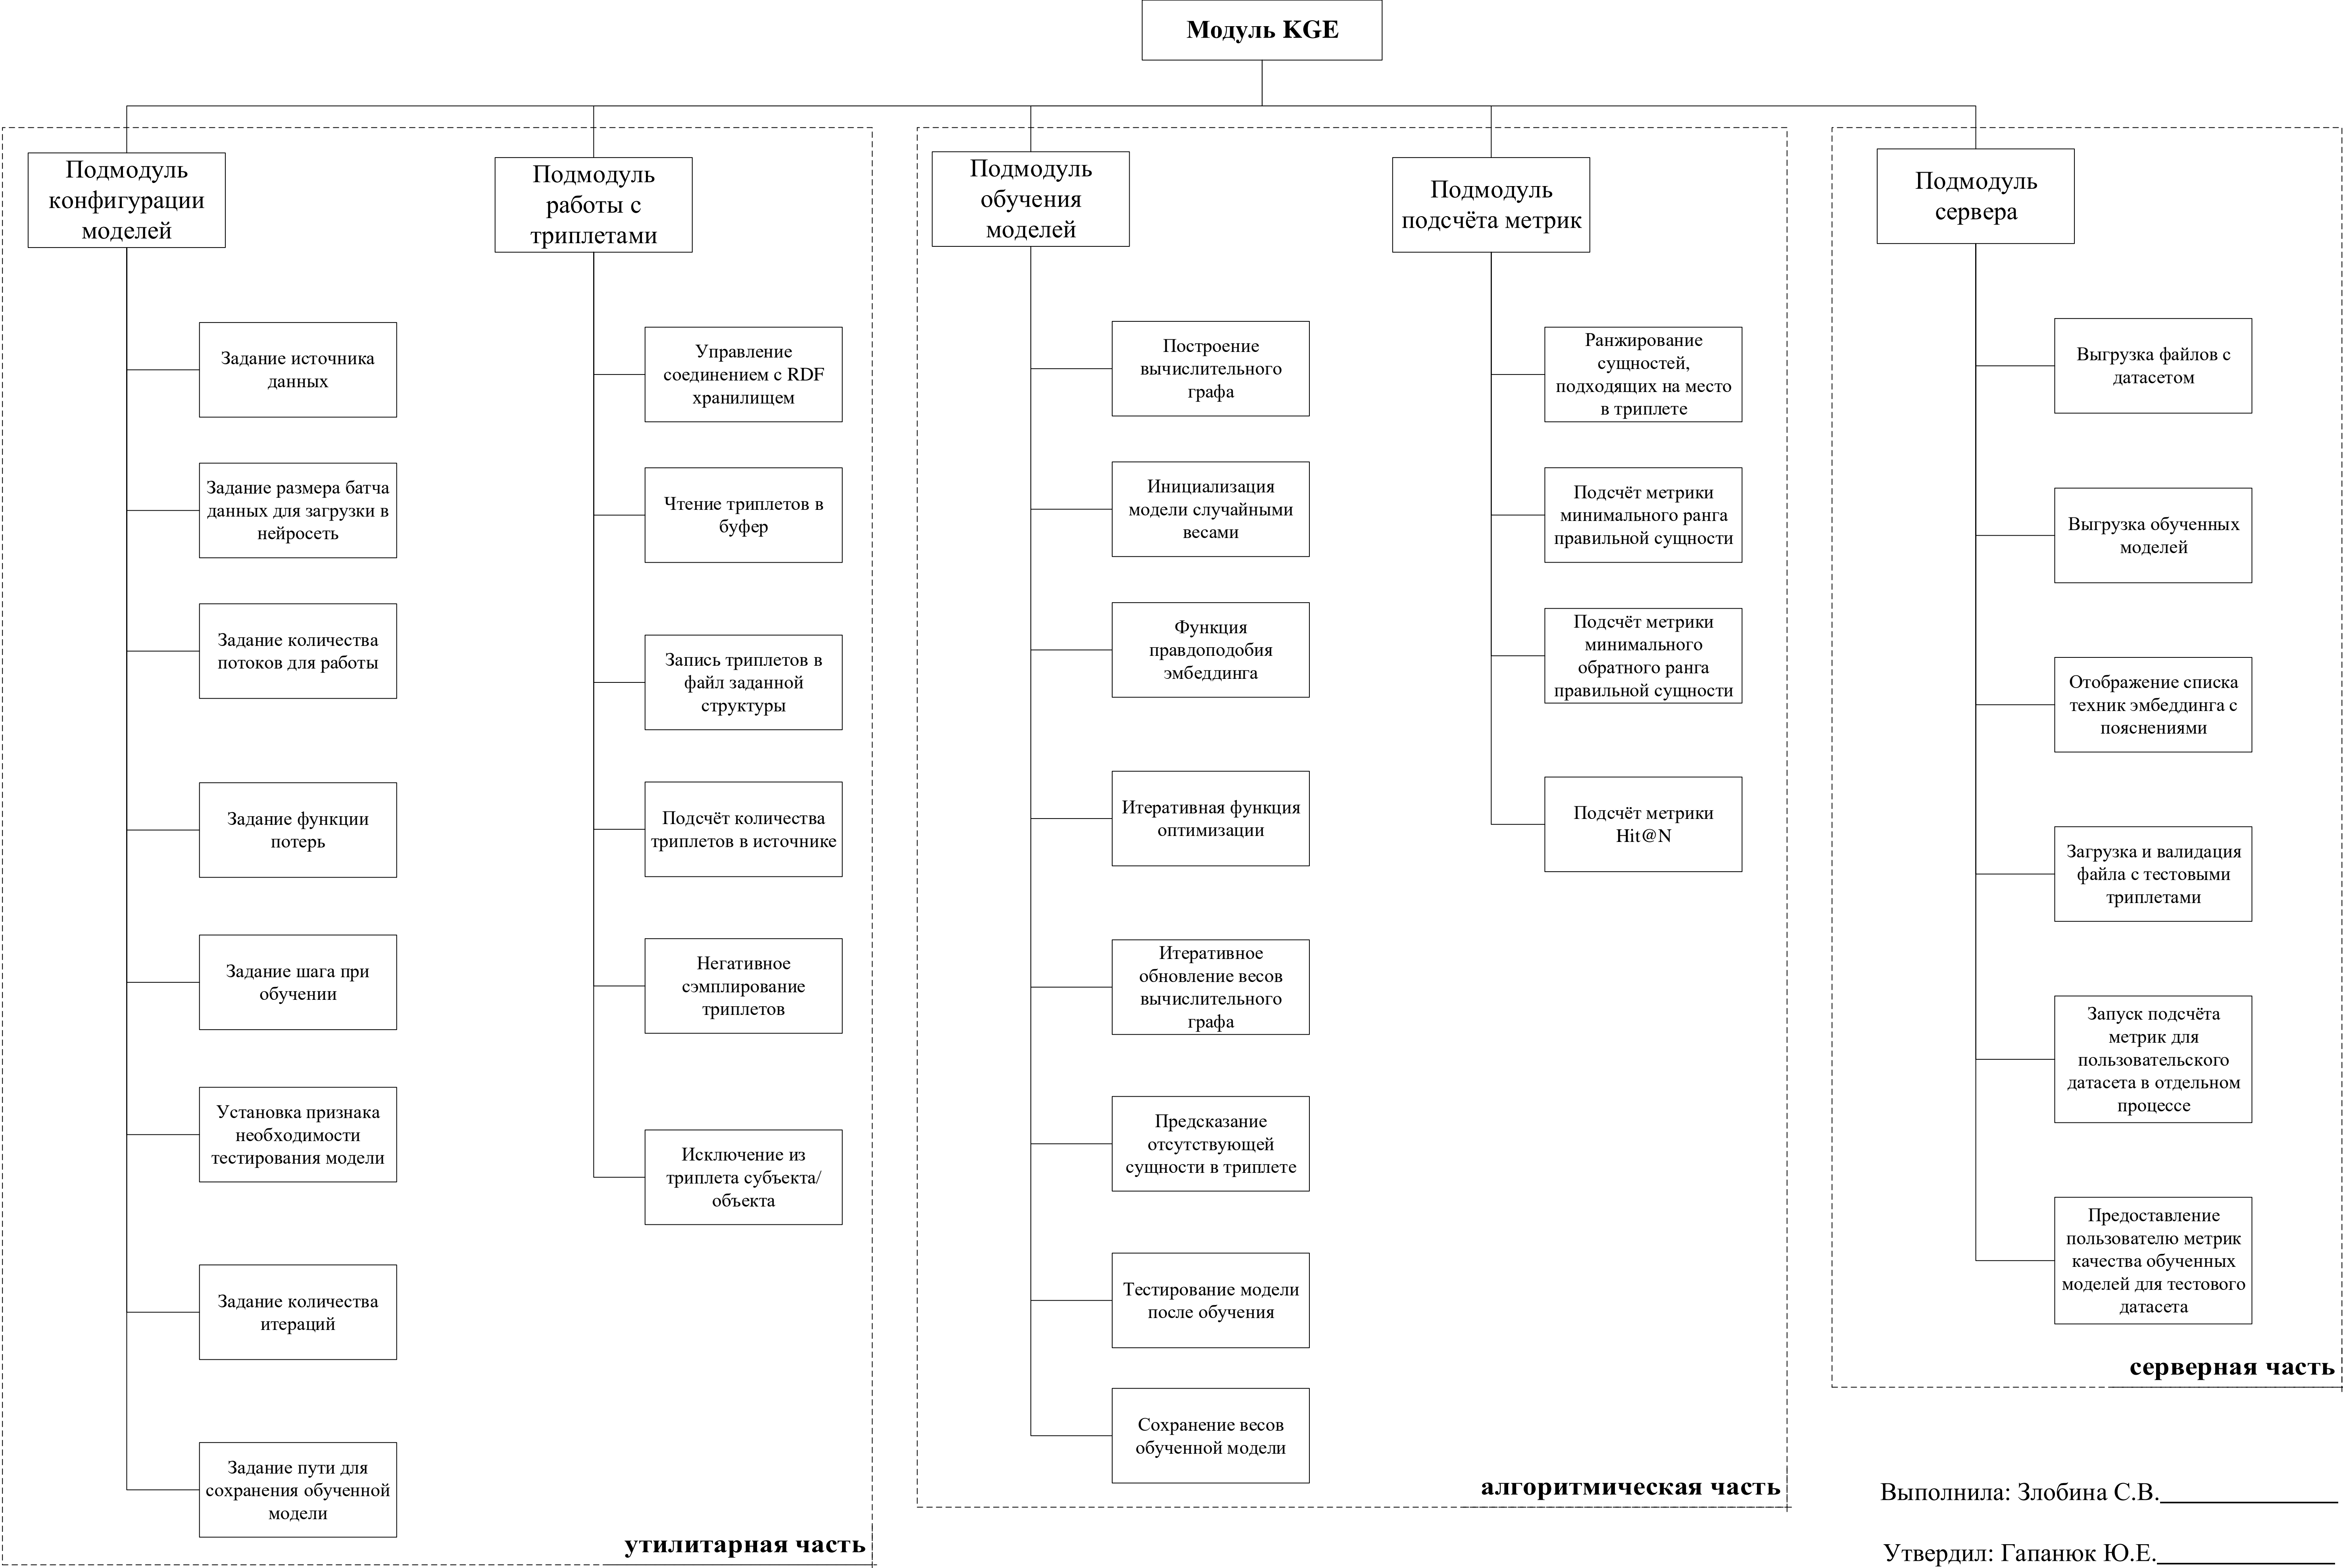 Модуль KGE
Подмодуль
конфигурации
моделей
Задание источника
данных
Задание размера батча
данных для загрузки в
нейросеть
Задание количества
потоков для работы
Задание функции
потерь
Задание шага при
обучении
Установка признака
необходимости
тестирования модели
Задание количества
итераций
Задание пути для
сохранения обученной
модели
Подмодуль
работы с
триплетами
Управление
соединением с RDF
хранилищем
Чтение триплетов в
буфер
Запись триплетов в
файл заданной
структуры
Подсчёт количества
триплетов в источнике
Негативное
сэмплирование
триплетов
Исключение из
триплета субъекта/
объекта
утилитарная часть
Подмодуль
обучения
моделей
Построение
вычислительного
графа
Инициализация
модели случайными
весами
Функция
правдоподобия
эмбеддинга
Итеративная функция
оптимизации
Итеративное
обновление весов
вычислительного
графа
Предсказание
отсутствующей
сущности в триплете
Тестирование модели
после обучения
Сохранение весов
обученной модели
Подмодуль
подсчёта метрик
Ранжирование
сущностей,
подходящих на место
в триплете
Подсчёт метрики
минимального ранга
правильной сущности
Подсчёт метрики
минимального
обратного ранга
правильной сущности
Подсчёт метрики
Hit@N
алгоритмическая часть
Подмодуль
сервера
Выгрузка файлов с
датасетом
Выгрузка обученных
моделей
Отображение списка
техник эмбеддинга с
пояснениями
Загрузка и валидация
файла с тестовыми
триплетами
Запуск подсчёта
метрик для
пользовательского
датасета в отдельном
процессе
Предоставление
пользователю метрик
качества обученных
моделей для тестового
датасета
серверная часть
Выполнила: Злобина С.В.______________
Утвердил: Гапанюк Ю.Е.______________